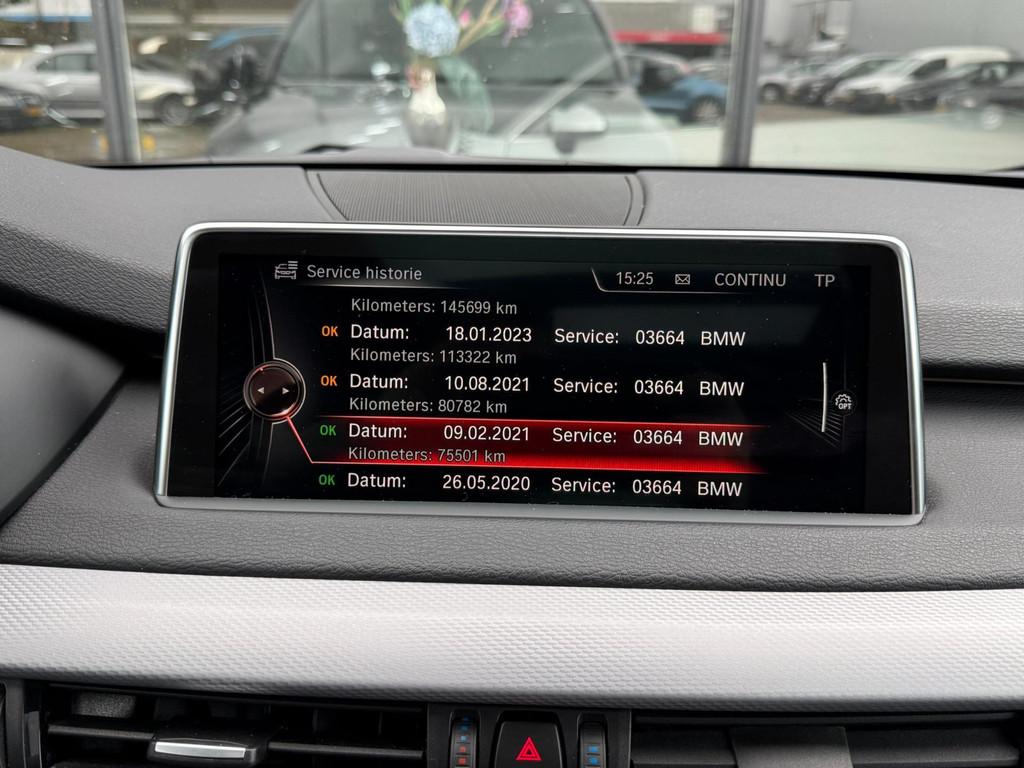 Service historie 15:25 CONTINU TP
Kilometers: 145699 km
OK Datum: 18.01.2023 Service: 03664 BMW
Kilometers: 113322 km
OK Datum: 10.08.2021 Service: 03664 BMW
Kilometers: 80782 km
OK Datum: 09.02.2021 Service: 03664 BMW
Kilometers: 75501 km
OK Datum: 26.05.2020 Service: 03664 BMW
OPT